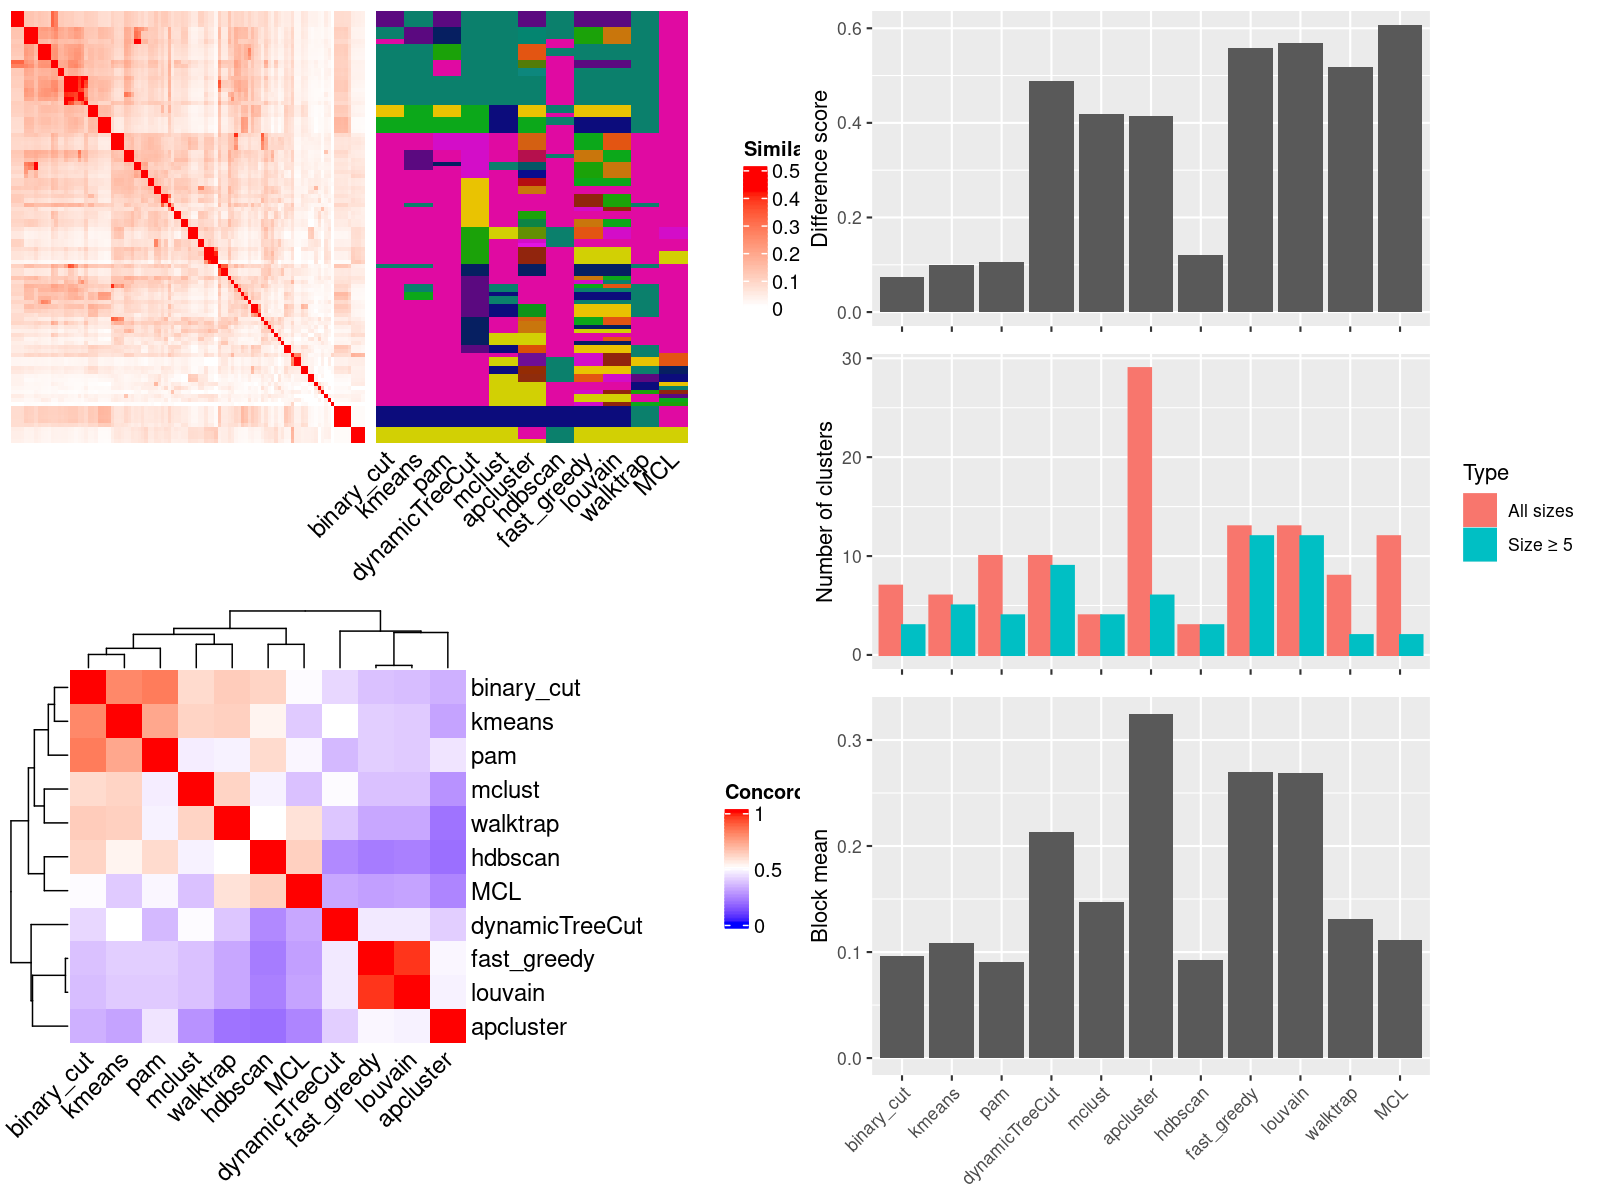 Simila
0.5
0.4
0.3
0.2
0.1
0
binary_cut
kmeans
pam
dynamicTreeCut
mclust
apcluster
hdbscan
fast_greedy
louvain
walktrap
MCL
binary_cut
kmeans
pam
mclust
walktrap
hdbscan
MCL
dynamicTreeCut
fast_greedy
louvain
apcluster
binary_cut
kmeans
pam
mclust
walktrap
hdbscan
MCL
dynamicTreeCut
fast_greedy
louvain
apcluster
Concord
1
0.5
0
Difference score
0.6
0.4
0.2
0.0
Number of clusters
30
20
10
0
Type
All sizes
Size ≥ 5
Block mean
0.3
0.2
0.1
0.0
binary_cut
kmeans
pam
dynamicTreeCut
mclust
apcluster
hdbscan
fast_greedy
louvain
walktrap
MCL